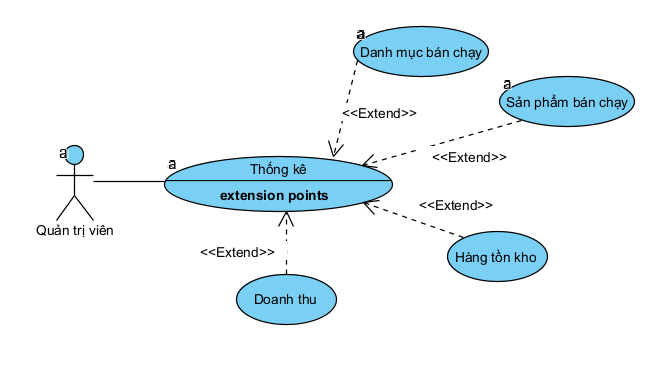 a
Danh mục bán chạy
<<Extend>>
a
Sản phẩm bán chạy
<<Extend>>
a
Quản trị viên
a
Thống kê
extension points
<<Extend>>
Hàng tồn kho
<<Extend>>
Doanh thu